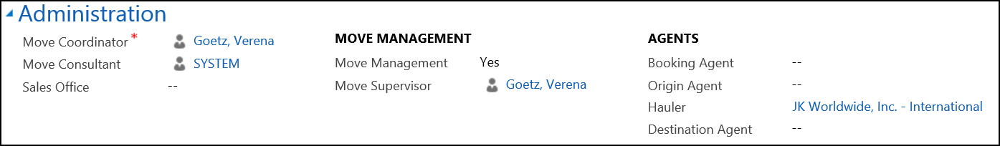 Administration
Move Coordinator * Goetz, Verena
Move Consultant SYSTEM
Sales Office --
MOVE MANAGEMENT
Move Management Yes
Move Supervisor Goetz, Verena
AGENTS
Booking Agent --
Origin Agent --
Hauler JK Worldwide, Inc. - International
Destination Agent --